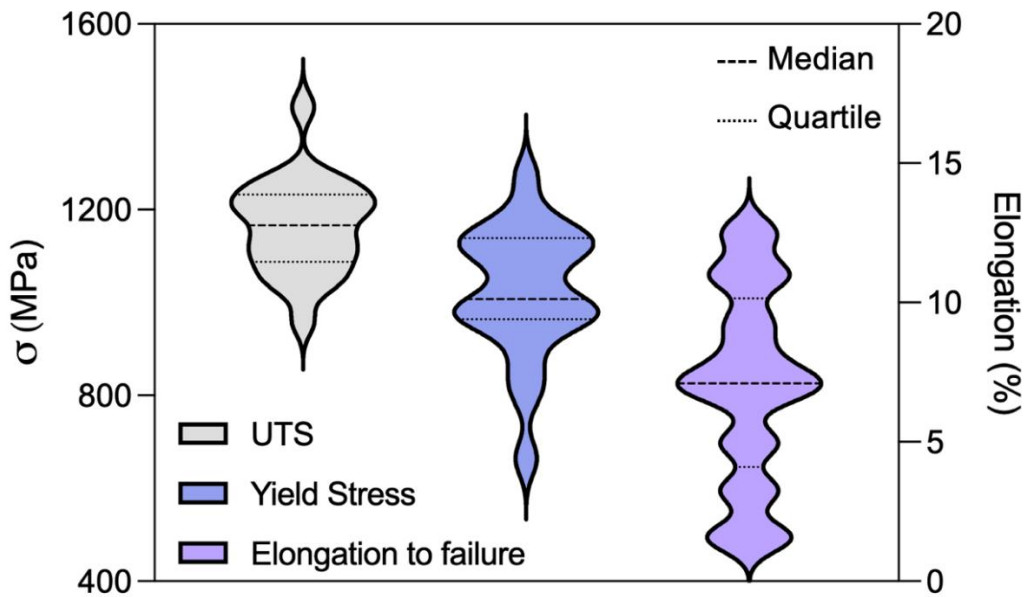 1600
1200
800
400
σ (MPa)
UTS
Yield Stress
Elongation to failure
Median
Quartile
20
15
10
5
0
Elongation (%)